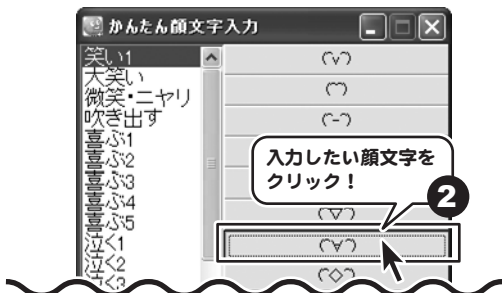 かんたん顔文字入力
笑い1
大笑い
微笑・ニヤリ
吹き出す
喜ぶ1
喜ぶ2
喜ぶ3
喜ぶ4
喜ぶ5
泣く1
泣く2
泣く3
(^v^)
(^-^)
入力したい顔文字を
クリック！
2
(^▽^)
(^∀^)
(^◇^)